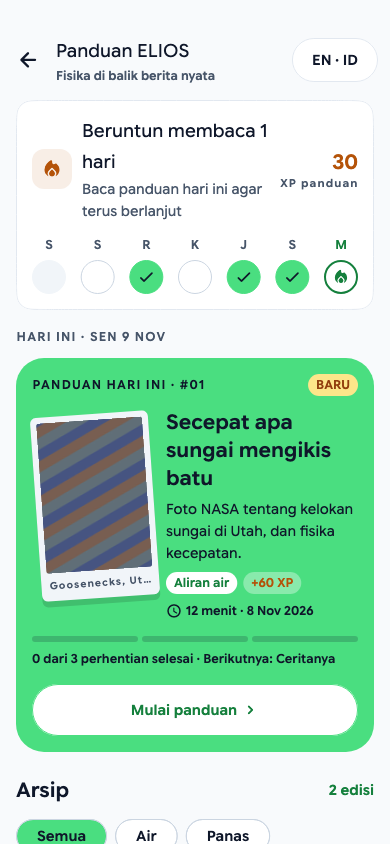 Panduan ELIOS
Fisika di balik berita nyata
EN · ID
Beruntun membaca 1
hari
Baca panduan hari ini agar
terus berlanjut
30
XP panduan
S S R K J S M
HARI INI · SEN 9 NOV
PANDUAN HARI INI · #01
BARU
Secepat apa
sungai mengikis
batu
Foto NASA tentang kelokan
sungai di Utah, dan fisika
kecepatan.
Goosenecks, Ut...
Aliran air
+60 XP
12 menit · 8 Nov 2026
0 dari 3 perhentian selesai · Berikutnya: Ceritanya
Mulai panduan
Arsip
2 edisi
Semua
Air
Panas